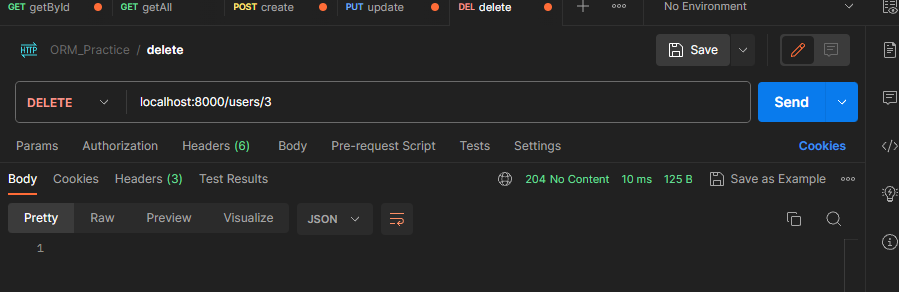 GET getById GET getAll POST create PUT update DEL delete No Environment
HTTP ORM_Practice / delete Save
DELETE localhost:8000/users/3 Send
Params Authorization Headers (6) Body Pre-request Script Tests Settings Cookies
Body Cookies Headers (3) Test Results 204 No Content 10 ms 125 B Save as Example
Pretty Raw Preview Visualize JSON
1